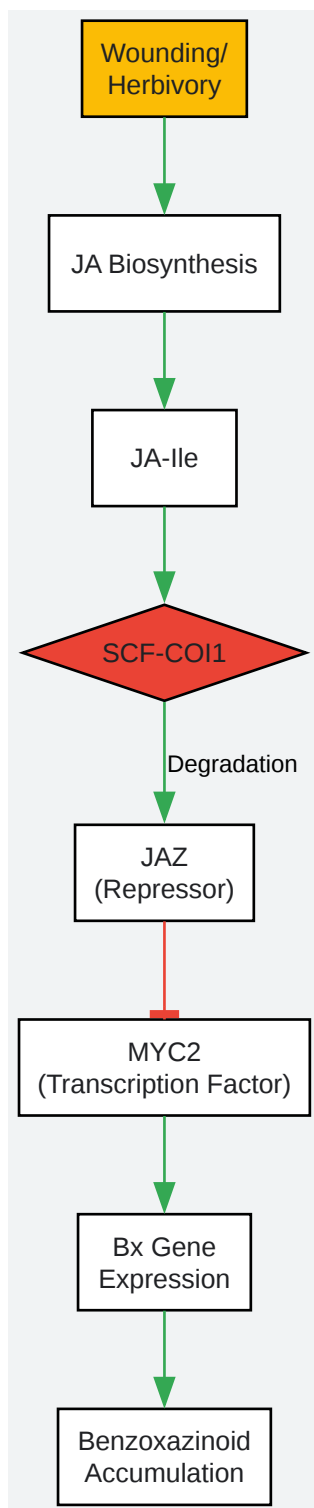 Wounding/
Herbivory
JA Biosynthesis
JA-Ile
SCF-COI1
Degradation
JAZ
(Repressor)
MYC2
(Transcription Factor)
Bx Gene
Expression
Benzoxazinoid
Accumulation